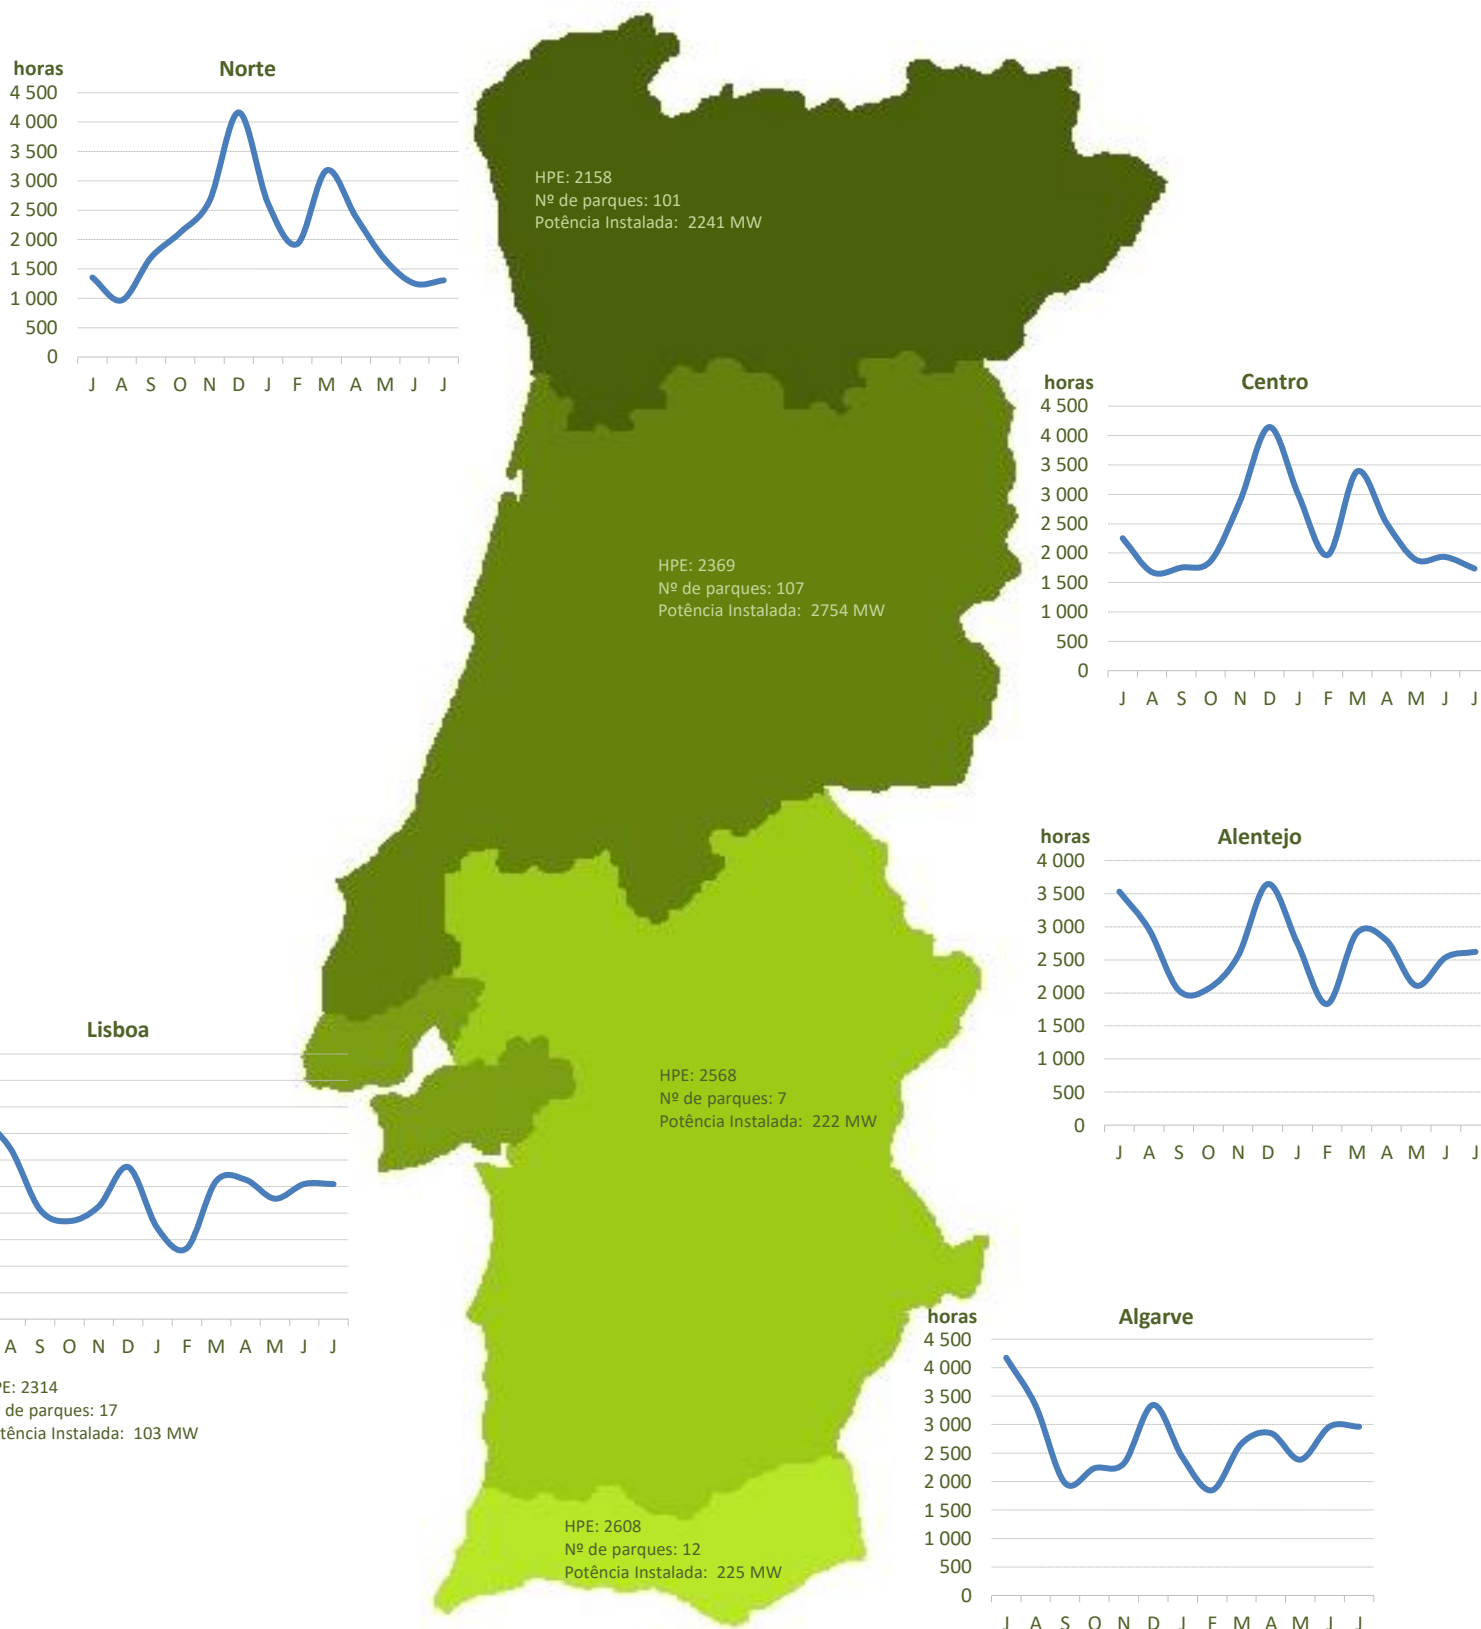 horas
Norte
4 500
4 000
3 500
3 000
2 500
2 000
1 500
1 000
500
0
J A S O N D J F M A M J J
HPE: 2158
Nº de parques: 101
Potência Instalada: 2241 MW
horas
Centro
4 500
4 000
3 500
3 000
2 500
2 000
1 500
1 000
500
0
J A S O N D J F M A M J J
HPE: 2369
Nº de parques: 107
Potência Instalada: 2754 MW
horas
Alentejo
4 000
3 500
3 000
2 500
2 000
1 500
1 000
500
0
J A S O N D J F M A M J J
Lisboa
A S O N D J F M A M J J
PE: 2314
de parques: 17
tência Instalada: 103 MW
HPE: 2568
Nº de parques: 7
Potência Instalada: 222 MW
horas
Algarve
4 500
4 000
3 500
3 000
2 500
2 000
1 500
1 000
500
0
J A S O N D J F M A M J J
HPE: 2608
Nº de parques: 12
Potência Instalada: 225 MW